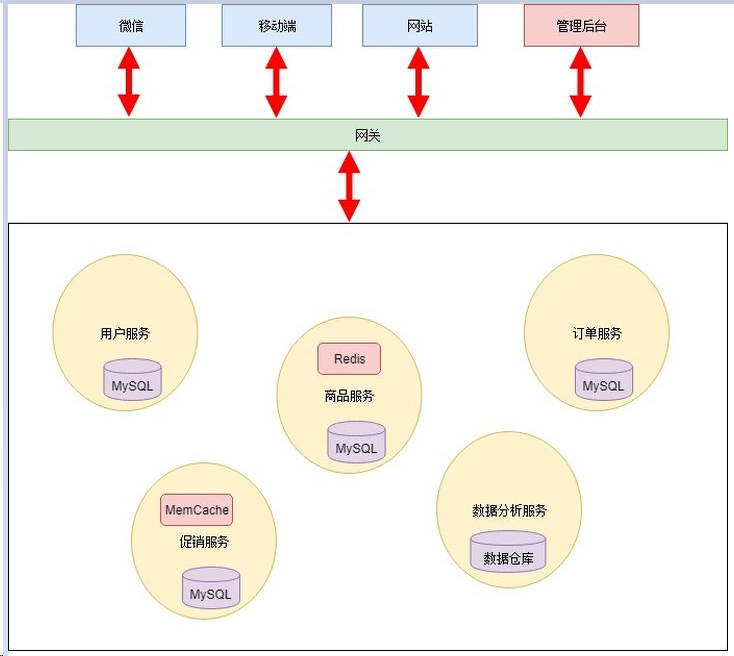 微信
移动端
网站
管理后台
网关
用户服务
MySQL
订单服务
MySQL
Redis
商品服务
MySQL
MemCache
促销服务
MySQL
数据分析服务
数据仓库